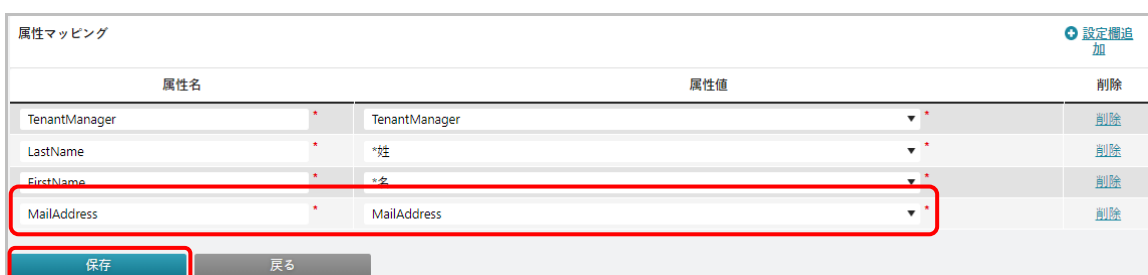 属性マッピング
設定欄追
加
属性名 属性値 削除
TenantManager * TenantManager ▼ * 削除
LastName * *姓 ▼ * 削除
FirstName * *名 ▼ * 削除
MailAddress * MailAddress ▼ * 削除
保存 戻る